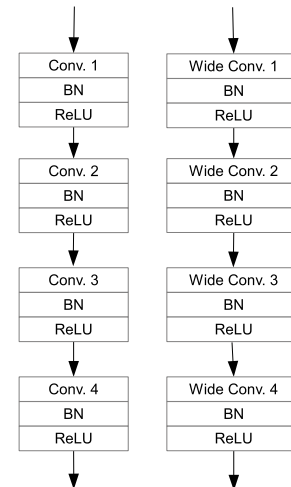 Conv. 1
BN
ReLU
Conv. 2
BN
ReLU
Conv. 3
BN
ReLU
Conv. 4
BN
ReLU
Wide Conv. 1
BN
ReLU
Wide Conv. 2
BN
ReLU
Wide Conv. 3
BN
ReLU
Wide Conv. 4
BN
ReLU